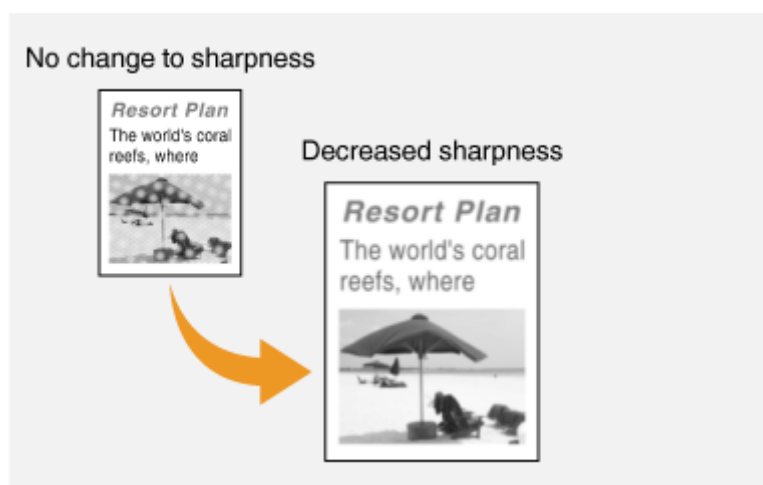 No change to sharpness
Resort Plan
The world's coral
reefs, where
Decreased sharpness
Resort Plan
The world's coral
reefs, where